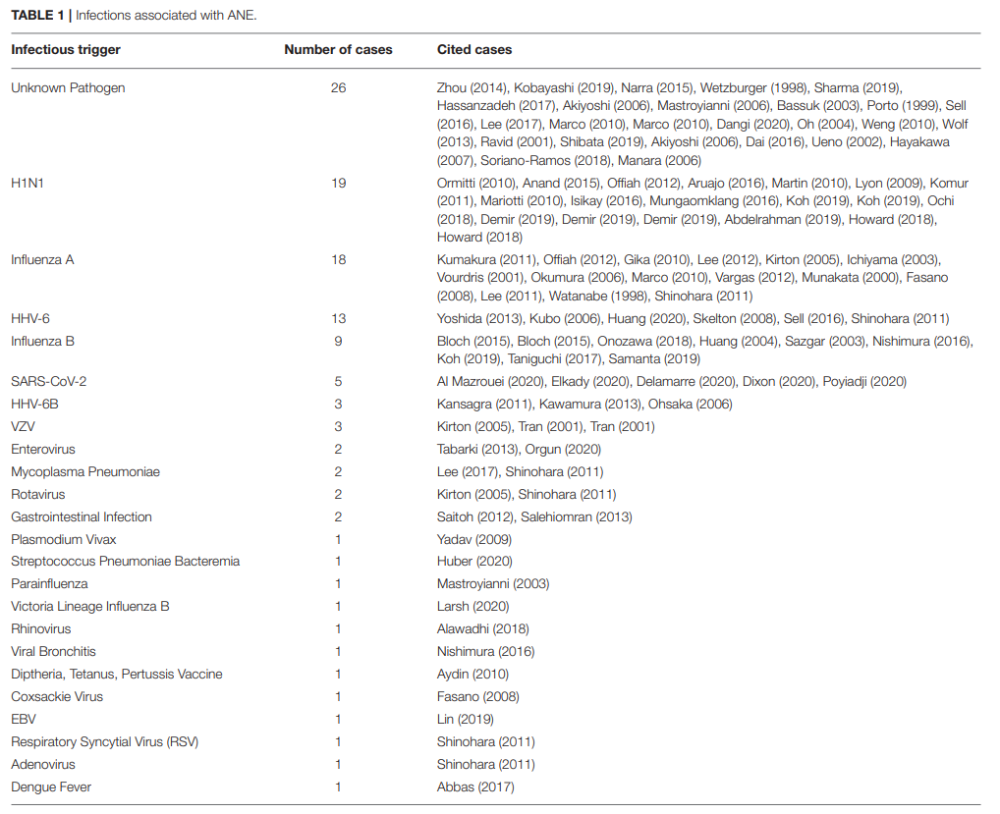 TABLE 1 | Infections associated with ANE.
Infectious trigger Number of cases Cited cases
Unknown Pathogen 26 Zhou (2014), Kobayashi (2019), Narra (2015), Wetzburger (1998), Sharma (2019),
Hassanzadeh (2017), Akiyoshi (2006), Mastroyianni (2006), Bassuk (2003), Porto (1999), Sell
(2016), Lee (2017), Marco (2010), Marco (2010), Dangi (2020), Oh (2004), Weng (2010), Wolf
(2013), Ravid (2001), Shibata (2019), Akiyoshi (2006), Dai (2016), Ueno (2002), Hayakawa
(2007), Soriano-Ramos (2018), Manara (2006)
H1N1 19 Ormitti (2010), Anand (2015), Offiah (2012), Aruajo (2016), Martin (2010), Lyon (2009), Komur
(2011), Mariotti (2010), Isikay (2016), Mungaomklang (2016), Koh (2019), Koh (2019), Ochi
(2018), Demir (2019), Demir (2019), Demir (2019), Abdelrahman (2019), Howard (2018),
Howard (2018)
Influenza A 18 Kumakura (2011), Offiah (2012), Gika (2010), Lee (2012), Kirton (2005), Ichiyama (2003),
Vourdris (2001), Okumura (2006), Marco (2010), Vargas (2012), Munakata (2000), Fasano
(2008), Lee (2011), Watanabe (1998), Shinohara (2011)
HHV-6 13 Yoshida (2013), Kubo (2006), Huang (2020), Skelton (2008), Sell (2016), Shinohara (2011)
Influenza B 9 Bloch (2015), Bloch (2015), Onozawa (2018), Huang (2004), Sazgar (2003), Nishimura (2016),
Koh (2019), Taniguchi (2017), Samanta (2019)
SARS-CoV-2 5 Al Mazrouei (2020), Elkady (2020), Delamarre (2020), Dixon (2020), Poyiadji (2020)
HHV-6B 3 Kansagra (2011), Kawamura (2013), Ohsaka (2006)
VZV 3 Kirton (2005), Tran (2001), Tran (2001)
Enterovirus 2 Tabarki (2013), Orgun (2020)
Mycoplasma Pneumoniae 2 Lee (2017), Shinohara (2011)
Rotavirus 2 Kirton (2005), Shinohara (2011)
Gastrointestinal Infection 2 Saitoh (2012), Salehiomran (2013)
Plasmodium Vivax 1 Yadav (2009)
Streptococcus Pneumoniae Bacteremia 1 Huber (2020)
Parainfluenza 1 Mastroyianni (2003)
Victoria Lineage Influenza B 1 Larsh (2020)
Rhinovirus 1 Alawadhi (2018)
Viral Bronchitis 1 Nishimura (2016)
Diptheria, Tetanus, Pertussis Vaccine 1 Aydin (2010)
Coxsackie Virus 1 Fasano (2008)
EBV 1 Lin (2019)
Respiratory Syncytial Virus (RSV) 1 Shinohara (2011)
Adenovirus 1 Shinohara (2011)
Dengue Fever 1 Abbas (2017)